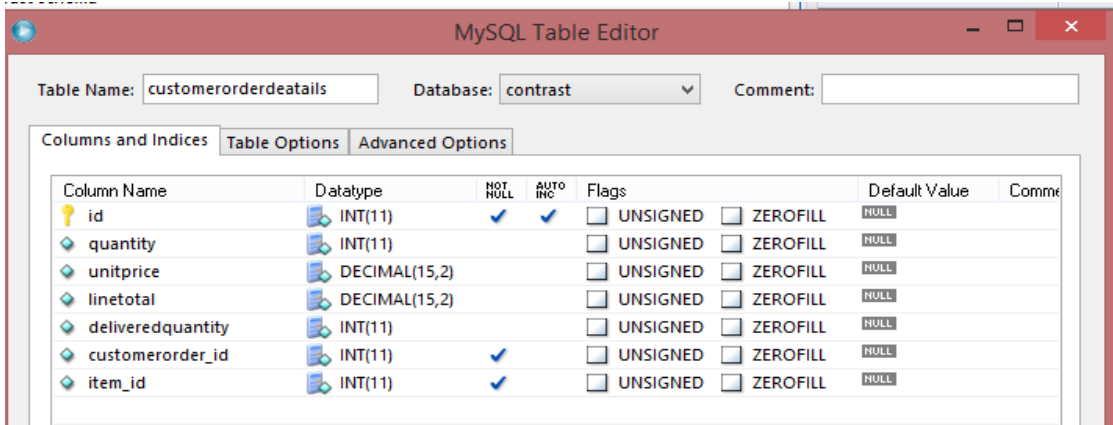 MySQL Table Editor
Table Name: customerorderdeatails Database: contrast Comment:
Columns and Indices Table Options Advanced Options
Column Name Datatype NOT NULL AUTO INC Flags Default Value Comme
id INT(11) UNSIGNED ZEROFILL NULL
quantity INT(11) UNSIGNED ZEROFILL NULL
unitprice DECIMAL(15,2) UNSIGNED ZEROFILL NULL
linetotal DECIMAL(15,2) UNSIGNED ZEROFILL NULL
deliveredquantity INT(11) UNSIGNED ZEROFILL NULL
customerorder_id INT(11) UNSIGNED ZEROFILL NULL
item_id INT(11) UNSIGNED ZEROFILL NULL